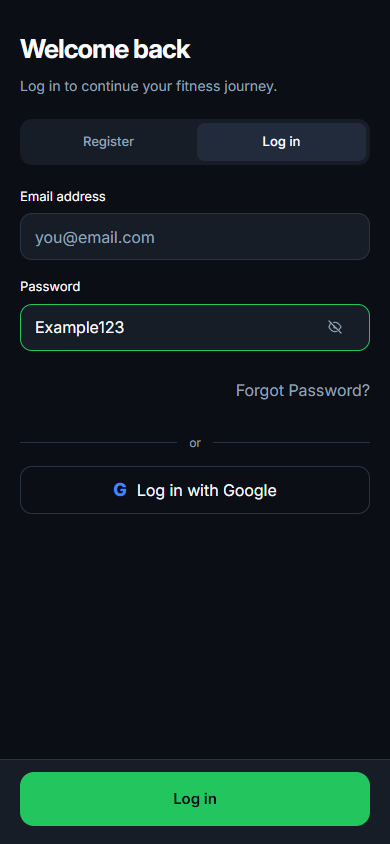 Welcome back
Log in to continue your fitness journey.
Register
Log in
Email address
you@email.com
Password
Example123
Forgot Password?
or
G Log in with Google
Log in